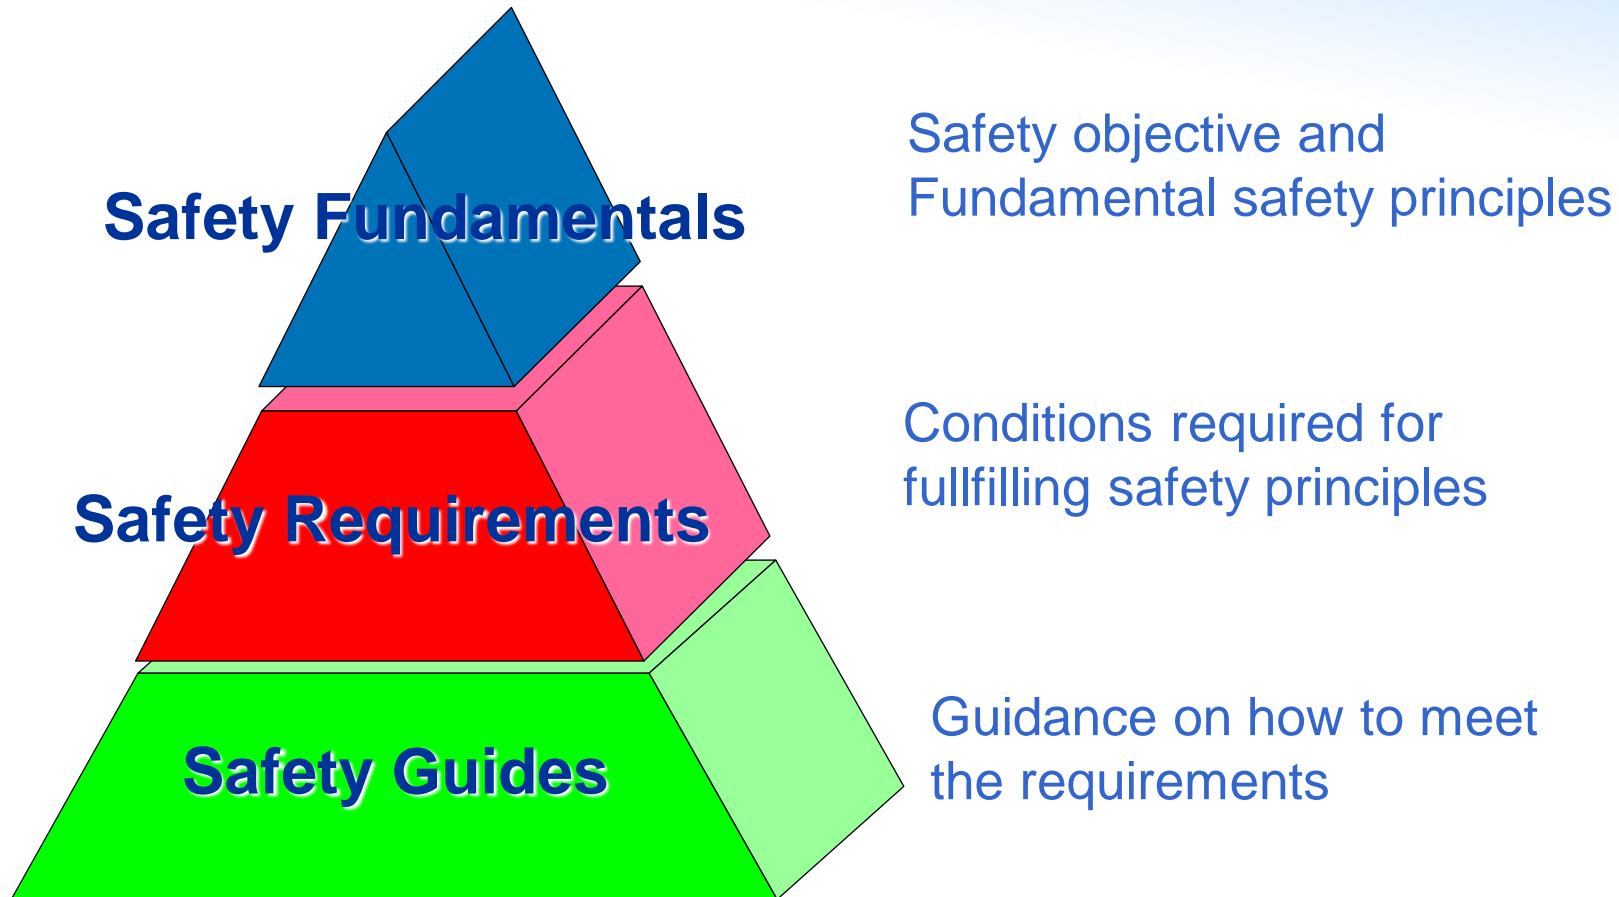 Safety Fundamentals
Safety objective and
Fundamental safety principles
Safety Requirements
Conditions required for
fullfilling safety principles
Safety Guides
Guidance on how to meet
the requirements